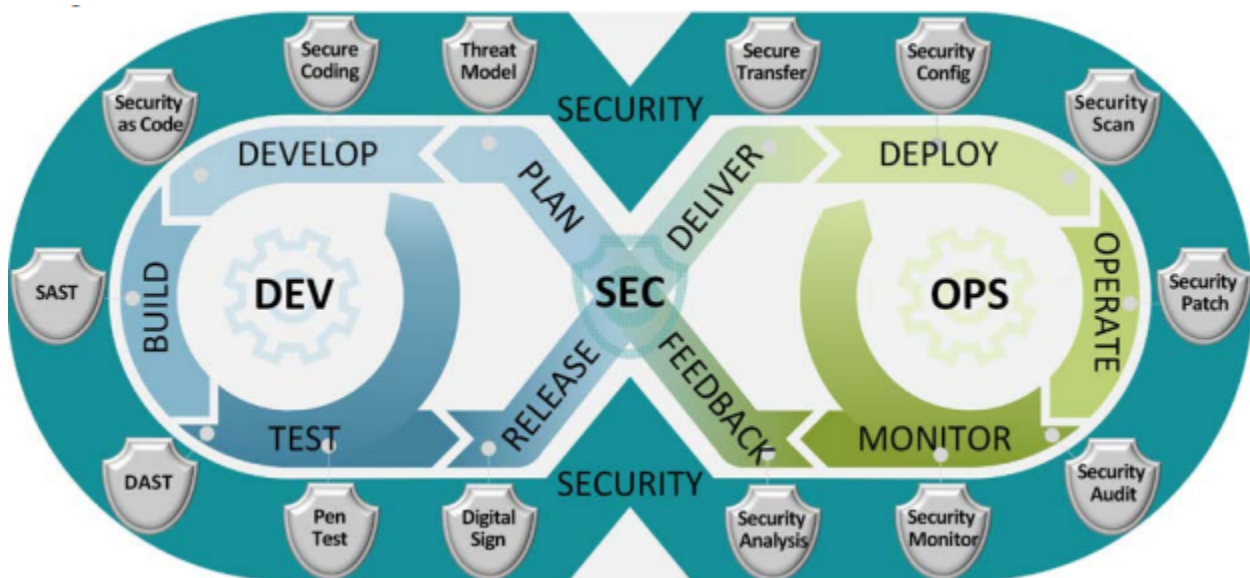 Secure
Coding
Threat
Model
Secure
Transfer
Security
Config
Security
as Code
SECURITY
Security
Scan
DEVELOP
PLAN
DELIVER
DEPLOY
SAST
BUILD
DEV
SEC
OPS
OPERATE
Security
Patch
TEST
RELEASE
FEEDBACK
MONITOR
DAST
SECURITY
Security
Audit
Pen
Test
Digital
Sign
Security
Analysis
Security
Monitor